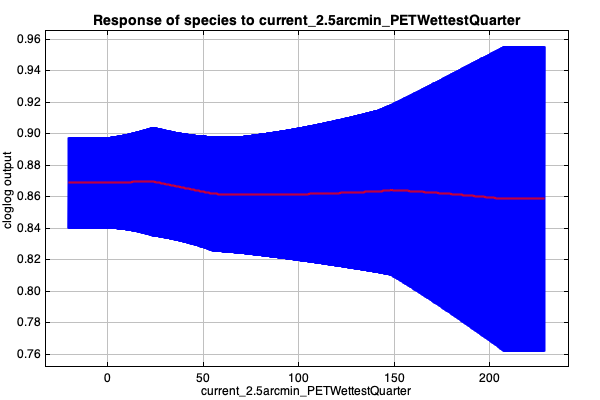 Response of species to current_2.5arcmin_PETWettestQuarter
0.96
0.94
0.92
0.90
0.88
0.86
0.84
0.82
0.80
0.78
0.76
cloglog output
0 50 100 150 200
current_2.5arcmin_PETWettestQuarter